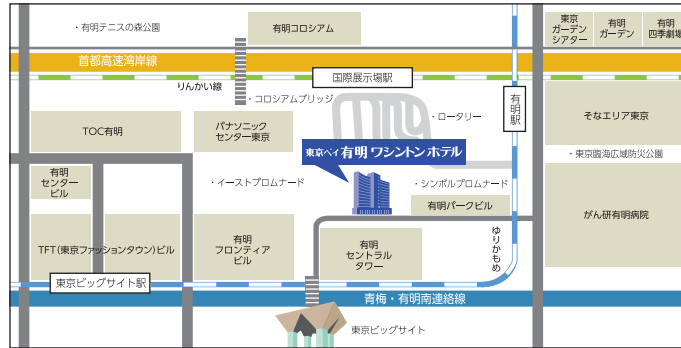 ・有明テニスの森公園
有明コロシアム
東京
ガーデン
シアター
有明
ガーデン
有明
四季劇場
首都高速湾岸線
りんかい線
国際展示場駅
・コロシアムブリッジ
有明駅
・ロータリー
TOC有明
パナソニック
センター東京
そなエリア東京
東京ベイ 有明 ワシントンホテル
・東京臨海広域防災公園
有明
センター
ビル
・イーストプロムナード
・シンボルプロムナード
有明パークビル
がん研有明病院
TFT(東京ファッションタウン)ビル
有明
フロンティア
ビル
有明
セントラル
タワー
ゆりかもめ
東京ビッグサイト駅
青梅・有明南連絡線
東京ビッグサイト